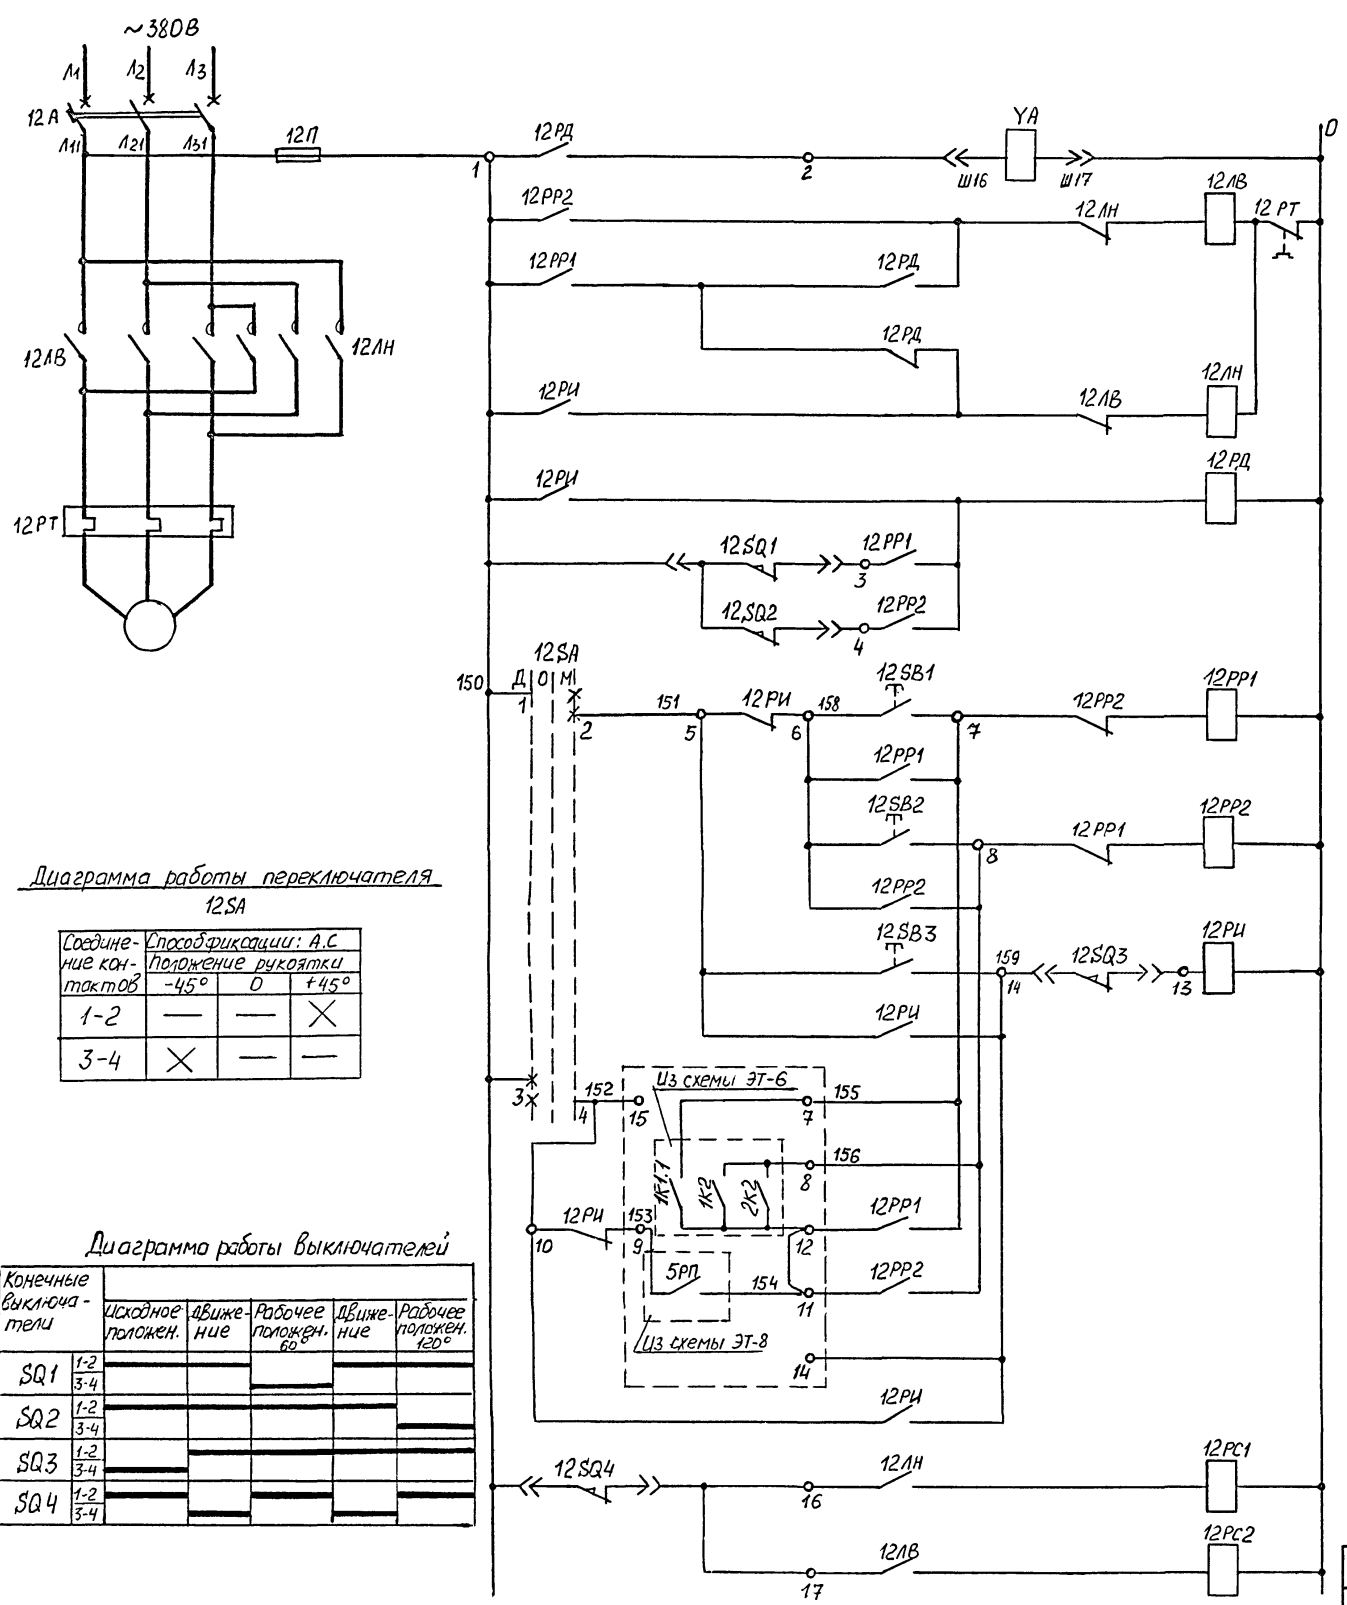 ~380В
Л1 Л2 Л3
12А
Л11 Л21 Л31
12П
1
12РД
2
Ш16
YA
Ш17
0
12РР2
12ЛН
12ЛВ
12РТ
12РР1
12РД
12РД
12ЛВ
12ЛН
12РИ
12ЛВ
12ЛН
12РТ
12РИ
12РД
12SQ1
3
12РР1
12SQ2
4
12РР2
12SA
Д 0 М
150
1
2
151
5
12РИ
6
158
12SB1
7
12РР2
12РР1
12РР1
12SB2
8
12РР1
12РР2
12РР2
12SB3
159
14
12SQ3
13
12РИ
12РИ
Диаграмма работы переключателя
12SA
Соедине-
ние кон-
тактов
Способ фиксации: А.С
Положение рукоятки
-45° 0 +45°
1-2 — — X
3-4 X — —
3
4
152
15
Из схемы ЭТ-6
7
155
1К1.1
1К2
2К2
8
156
10
12РИ
153
9
12
12РР1
5РП
154
11
12РР2
Из схемы ЭТ-8
14
12РИ
Диаграмма работы выключателей
Конечные
выключа-
тели
Исходное
положен.
Движе-
ние
Рабочее
положен.
60°
Движе-
ние
Рабочее
положен.
120°
SQ1
1-2
3-4
SQ2
1-2
3-4
SQ3
1-2
3-4
SQ4
1-2
3-4
12SQ4
16
12ЛН
12РС1
17
12ЛВ
12РС2